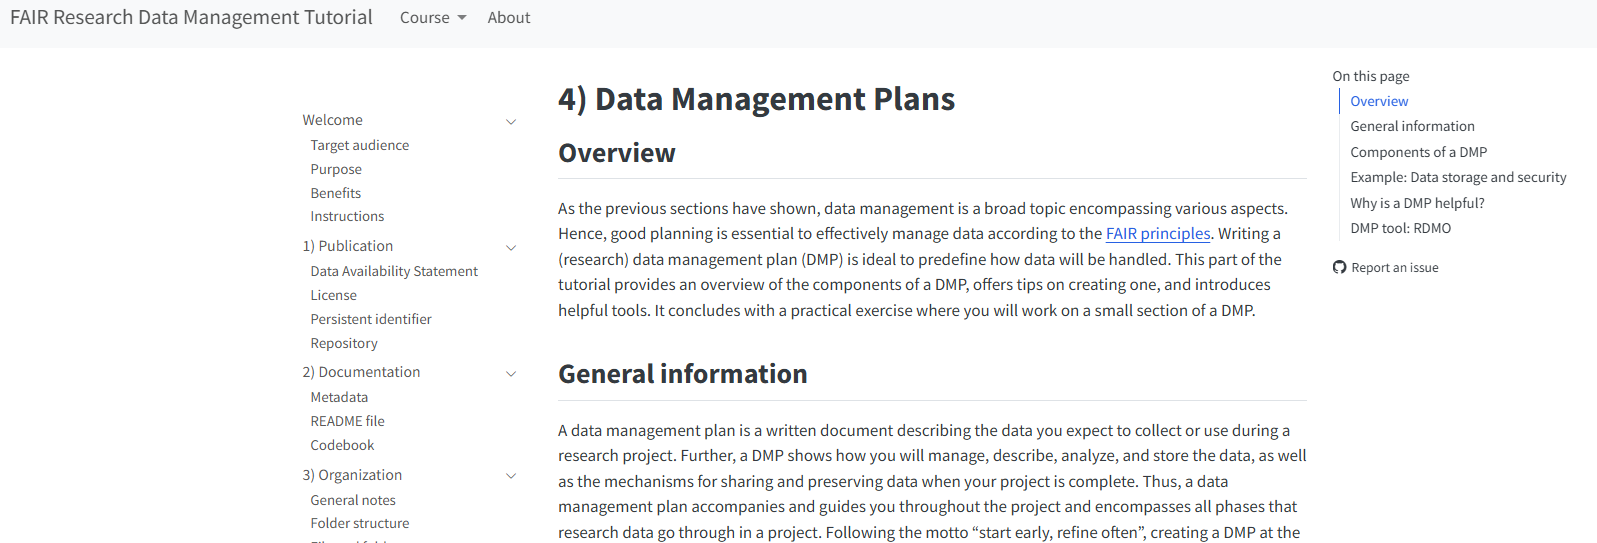 FAIR Research Data Management Tutorial
Course
About
Welcome
Target audience
Purpose
Benefits
Instructions
1) Publication
Data Availability Statement
License
Persistent identifier
Repository
2) Documentation
Metadata
README file
Codebook
3) Organization
General notes
Folder structure
4) Data Management Plans
Overview
As the previous sections have shown, data management is a broad topic encompassing various aspects.
Hence, good planning is essential to effectively manage data according to the FAIR principles. Writing a
(research) data management plan (DMP) is ideal to predefine how data will be handled. This part of the
tutorial provides an overview of the components of a DMP, offers tips on creating one, and introduces
helpful tools. It concludes with a practical exercise where you will work on a small section of a DMP.
General information
A data management plan is a written document describing the data you expect to collect or use during a
research project. Further, a DMP shows how you will manage, describe, analyze, and store the data, as well
as the mechanisms for sharing and preserving data when your project is complete. Thus, a data
management plan accompanies and guides you throughout the project and encompasses all phases that
research data go through in a project. Following the motto “start early, refine often”, creating a DMP at the
On this page
Overview
General information
Components of a DMP
Example: Data storage and security
Why is a DMP helpful?
DMP tool: RDMO
Report an issue